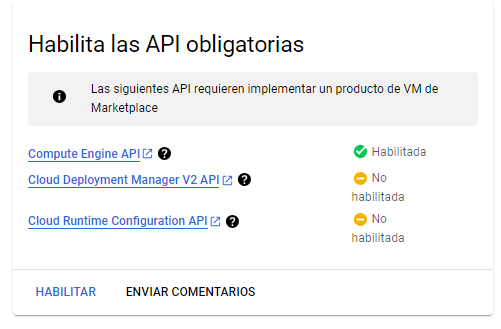 Habilita las API obligatorias
Las siguientes API requieren implementar un producto de VM de
Marketplace
Compute Engine API Habilitada
Cloud Deployment Manager V2 API No
habilitada
Cloud Runtime Configuration API No
habilitada
HABILITAR ENVIAR COMENTARIOS